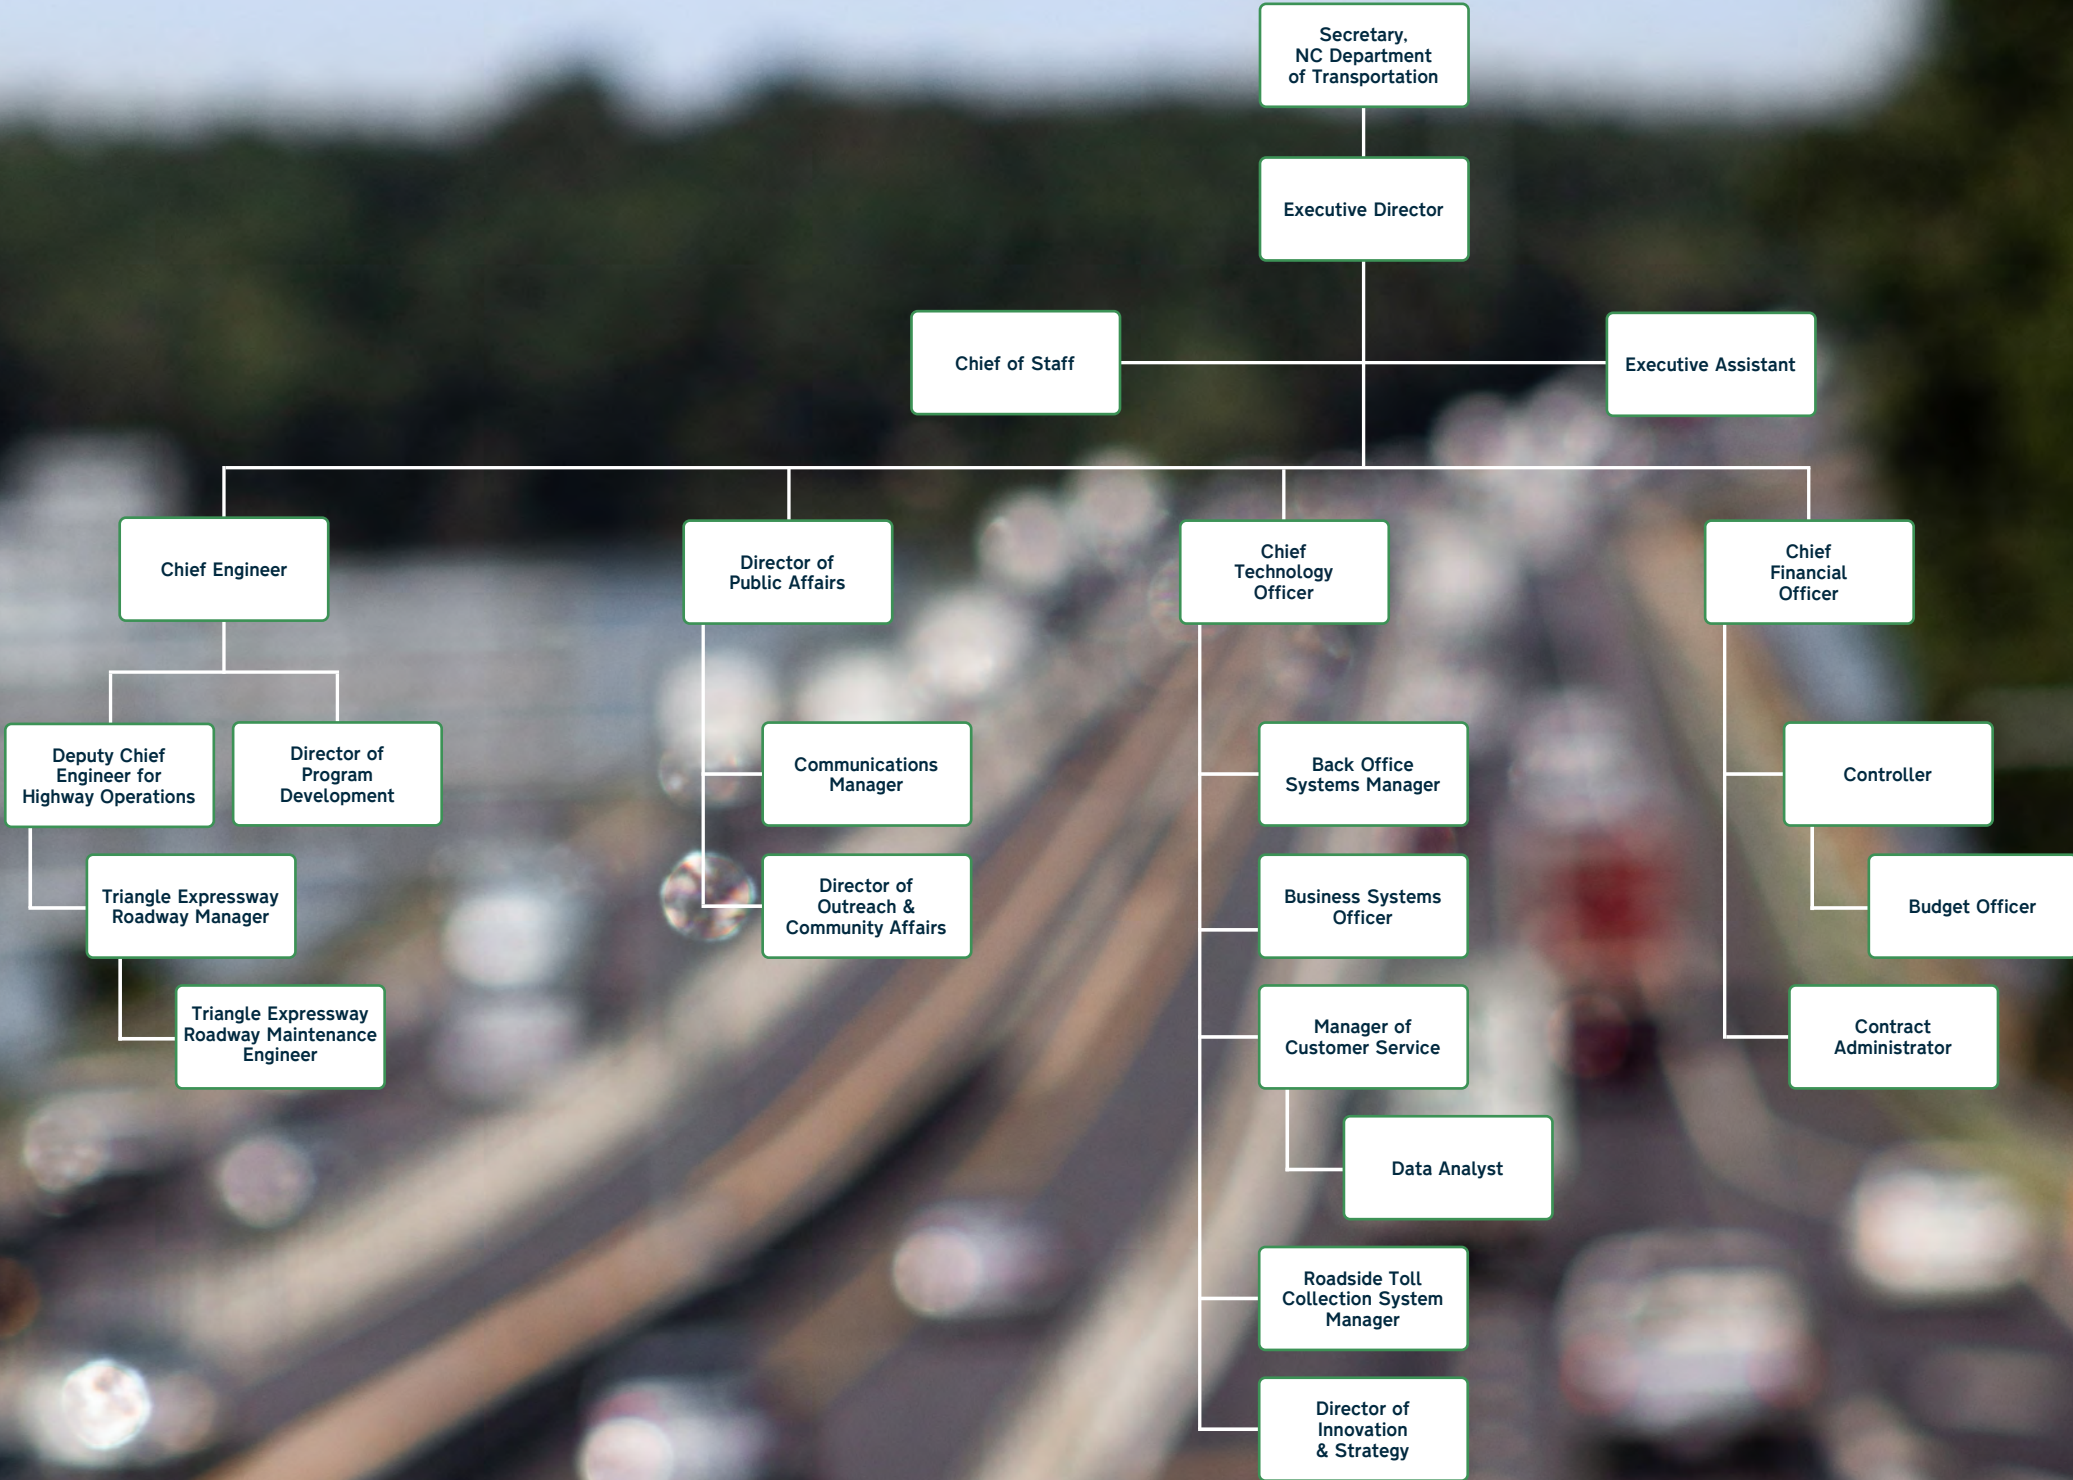 Secretary,
NC Department
of Transportation
Executive Director
Chief of Staff
Executive Assistant
Chief Engineer
Director of
Public Affairs
Chief
Technology
Officer
Chief
Financial
Officer
Deputy Chief
Engineer for
Highway Operations
Director of
Program
Development
Communications
Manager
Back Office
Systems Manager
Controller
Triangle Expressway
Roadway Manager
Director of
Outreach &
Community Affairs
Business Systems
Officer
Budget Officer
Triangle Expressway
Roadway Maintenance
Engineer
Manager of
Customer Service
Contract
Administrator
Data Analyst
Roadside Toll
Collection System
Manager
Director of
Innovation
& Strategy